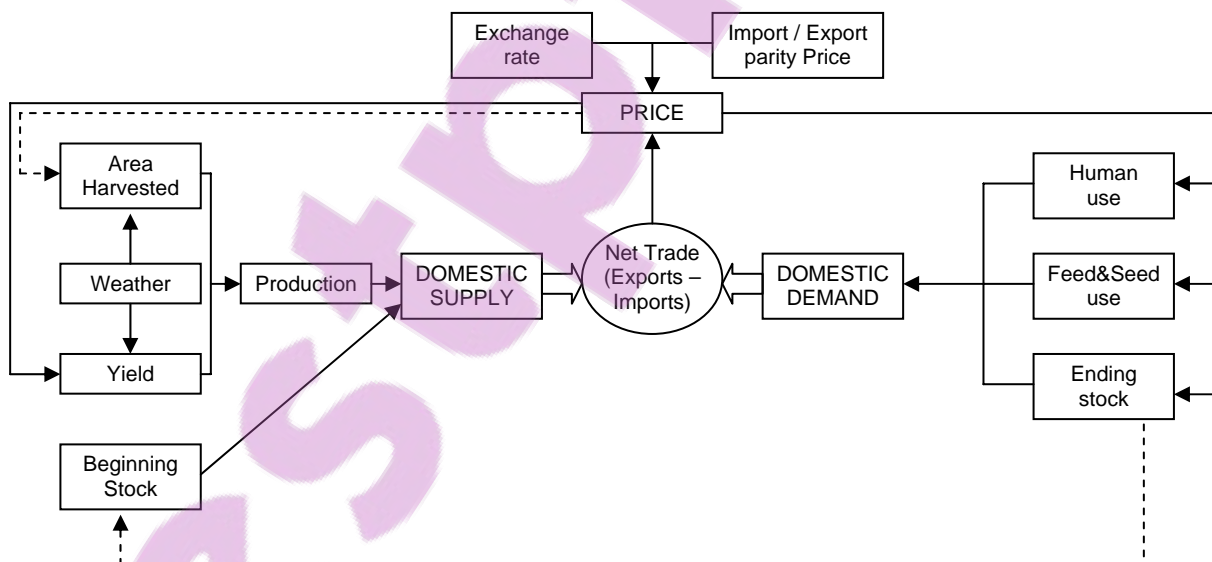 Exchange
rate
Import / Export
parity Price
PRICE
Area
Harvested
Human
use
Net Trade
(Exports –
Imports)
Weather
Production
DOMESTIC
SUPPLY
DOMESTIC
DEMAND
Feed&Seed
use
Yield
Ending
stock
Beginning
Stock